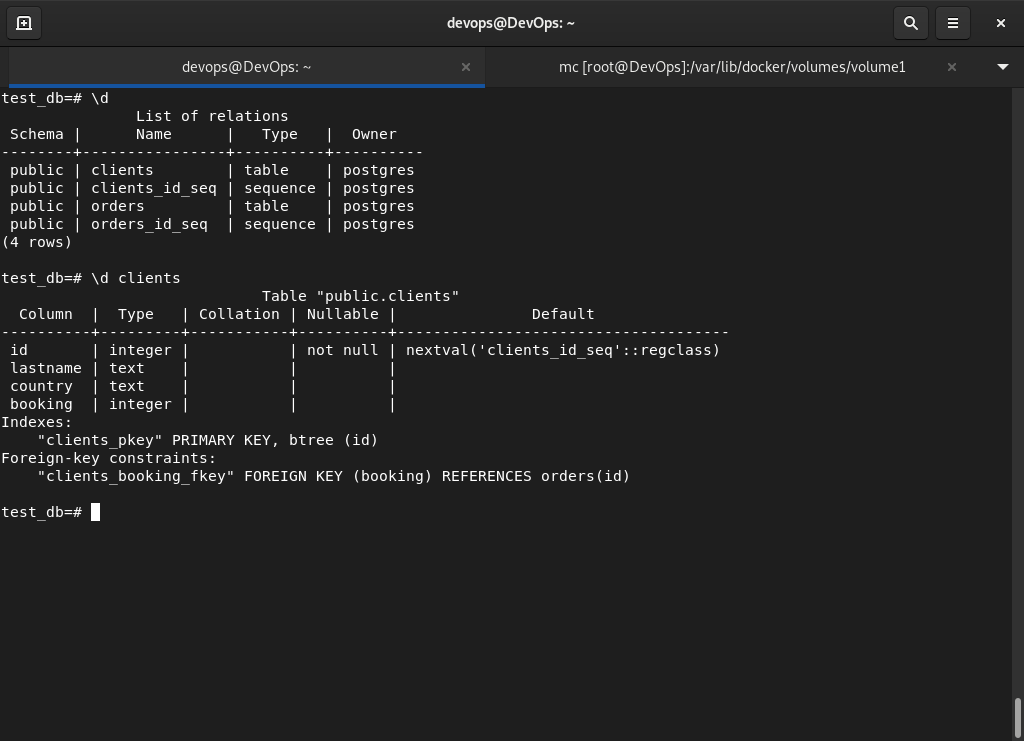 devops@DevOps: ~
devops@DevOps: ~
mc [root@DevOps]:/var/lib/docker/volumes/volume1
test_db=# \d
              List of relations
 Schema |      Name      |   Type   |  Owner
--------+----------------+----------+----------
 public | clients        | table    | postgres
 public | clients_id_seq | sequence | postgres
 public | orders         | table    | postgres
 public | orders_id_seq  | sequence | postgres
(4 rows)
test_db=# \d clients
                            Table "public.clients"
  Column  |  Type   | Collation | Nullable |               Default
----------+---------+-----------+----------+-------------------------------------
 id       | integer |           | not null | nextval('clients_id_seq'::regclass)
 lastname | text    |           |          |
 country  | text    |           |          |
 booking  | integer |           |          |
Indexes:
    "clients_pkey" PRIMARY KEY, btree (id)
Foreign-key constraints:
    "clients_booking_fkey" FOREIGN KEY (booking) REFERENCES orders(id)
test_db=#